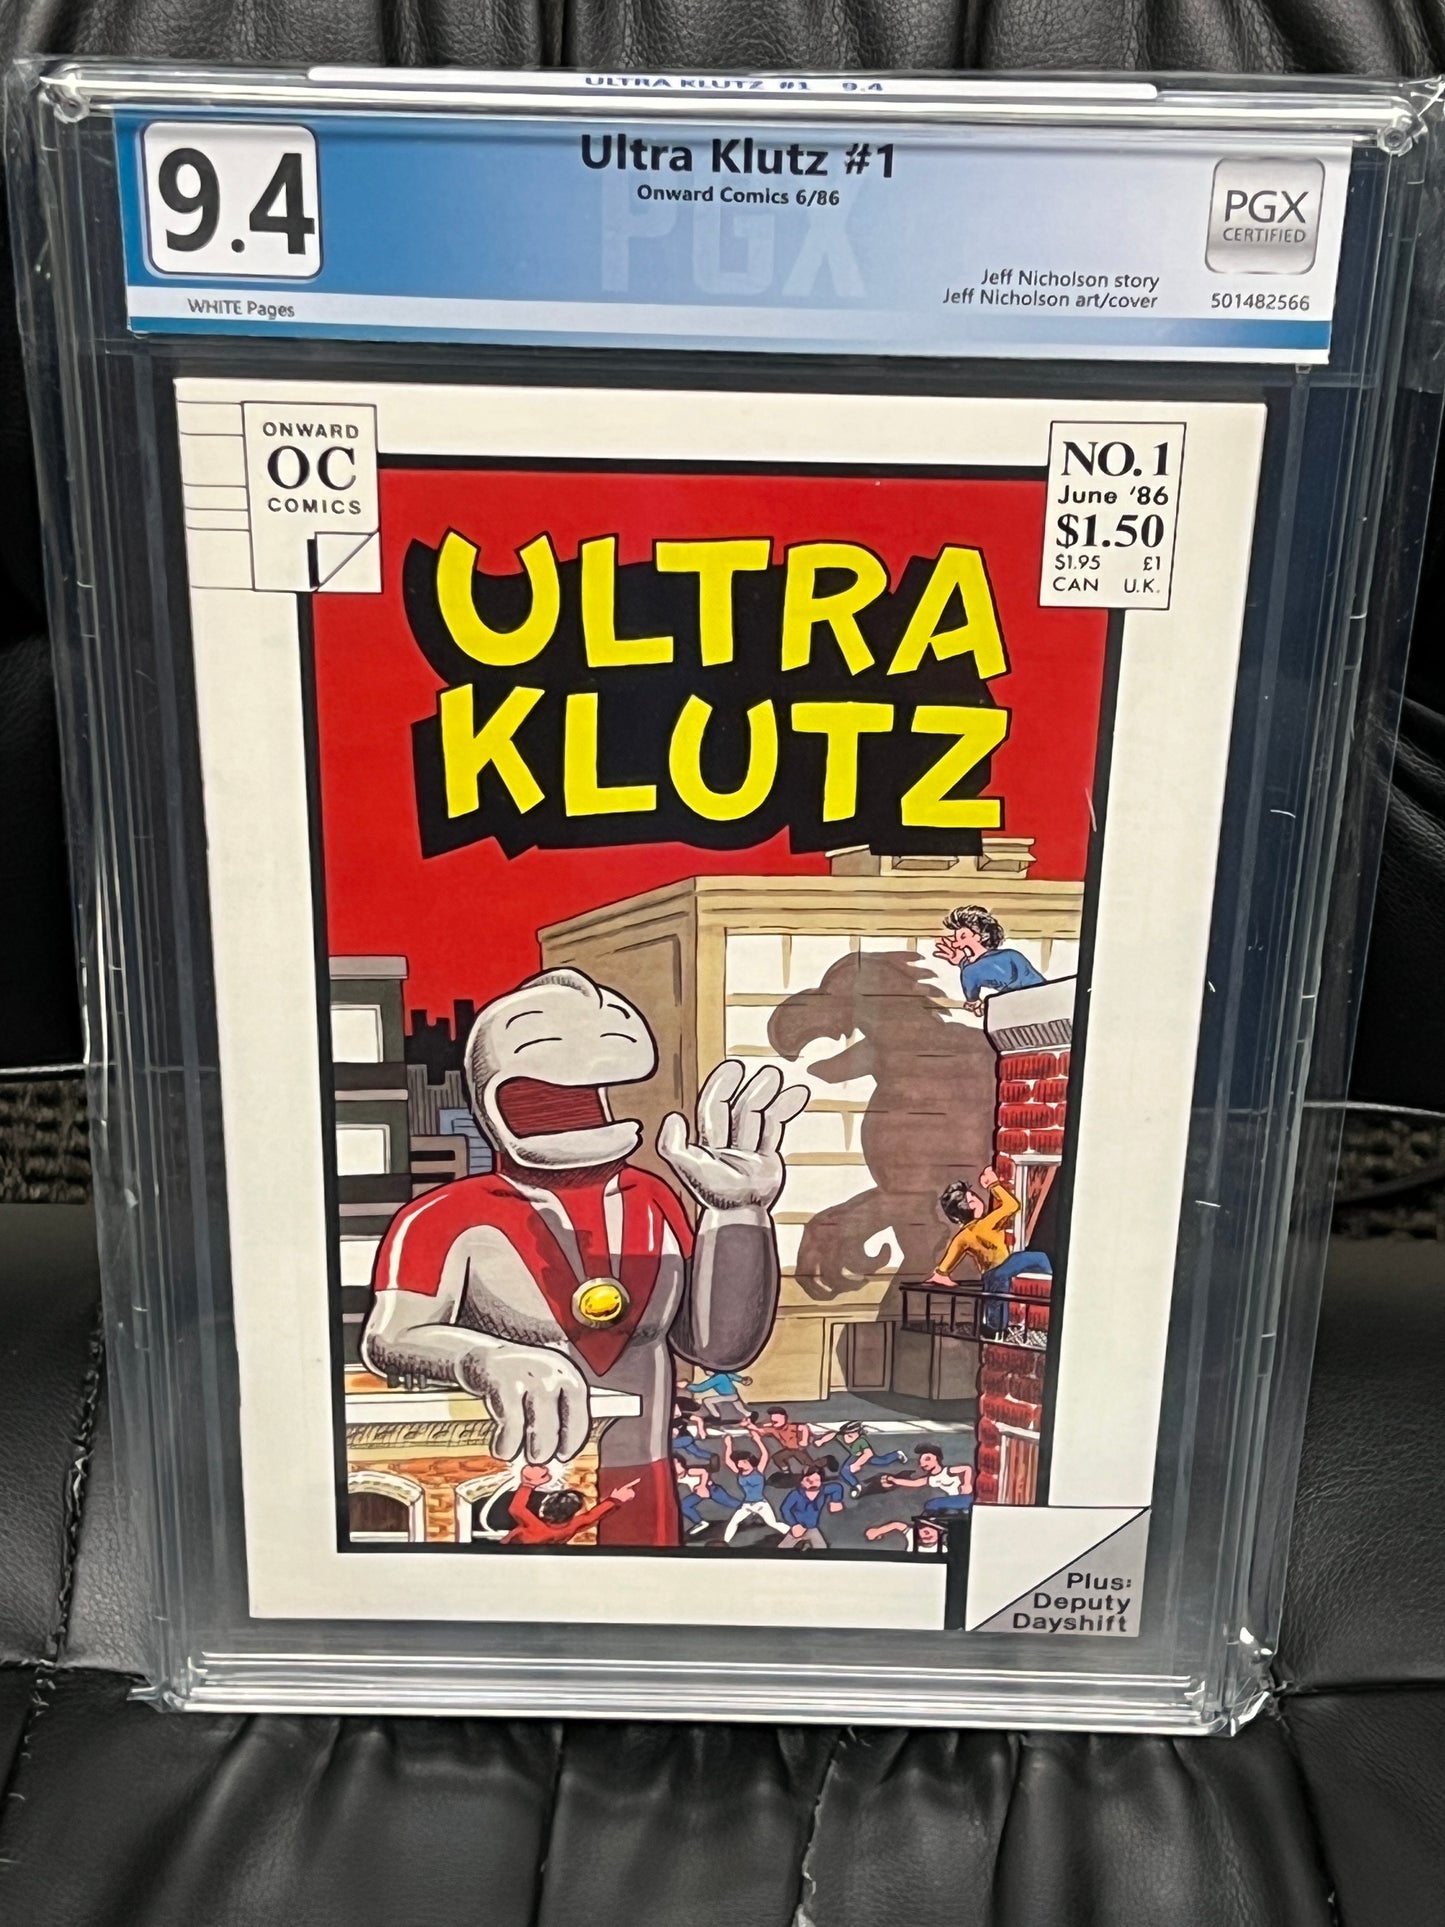 ULTRA KLUTZ #1 9.4
9.4
WHITE Pages
Ultra Klutz #1
Onward Comics 6/86
PGX
Jeff Nicholson story
Jeff Nicholson art/cover
PGX
CERTIFIED
501482566
ONWARD
OC
COMICS
NO. 1
June '86
$1.50
$1.95 £1
CAN U.K.
ULTRA
KLUTZ
Plus:
Deputy
Dayshift